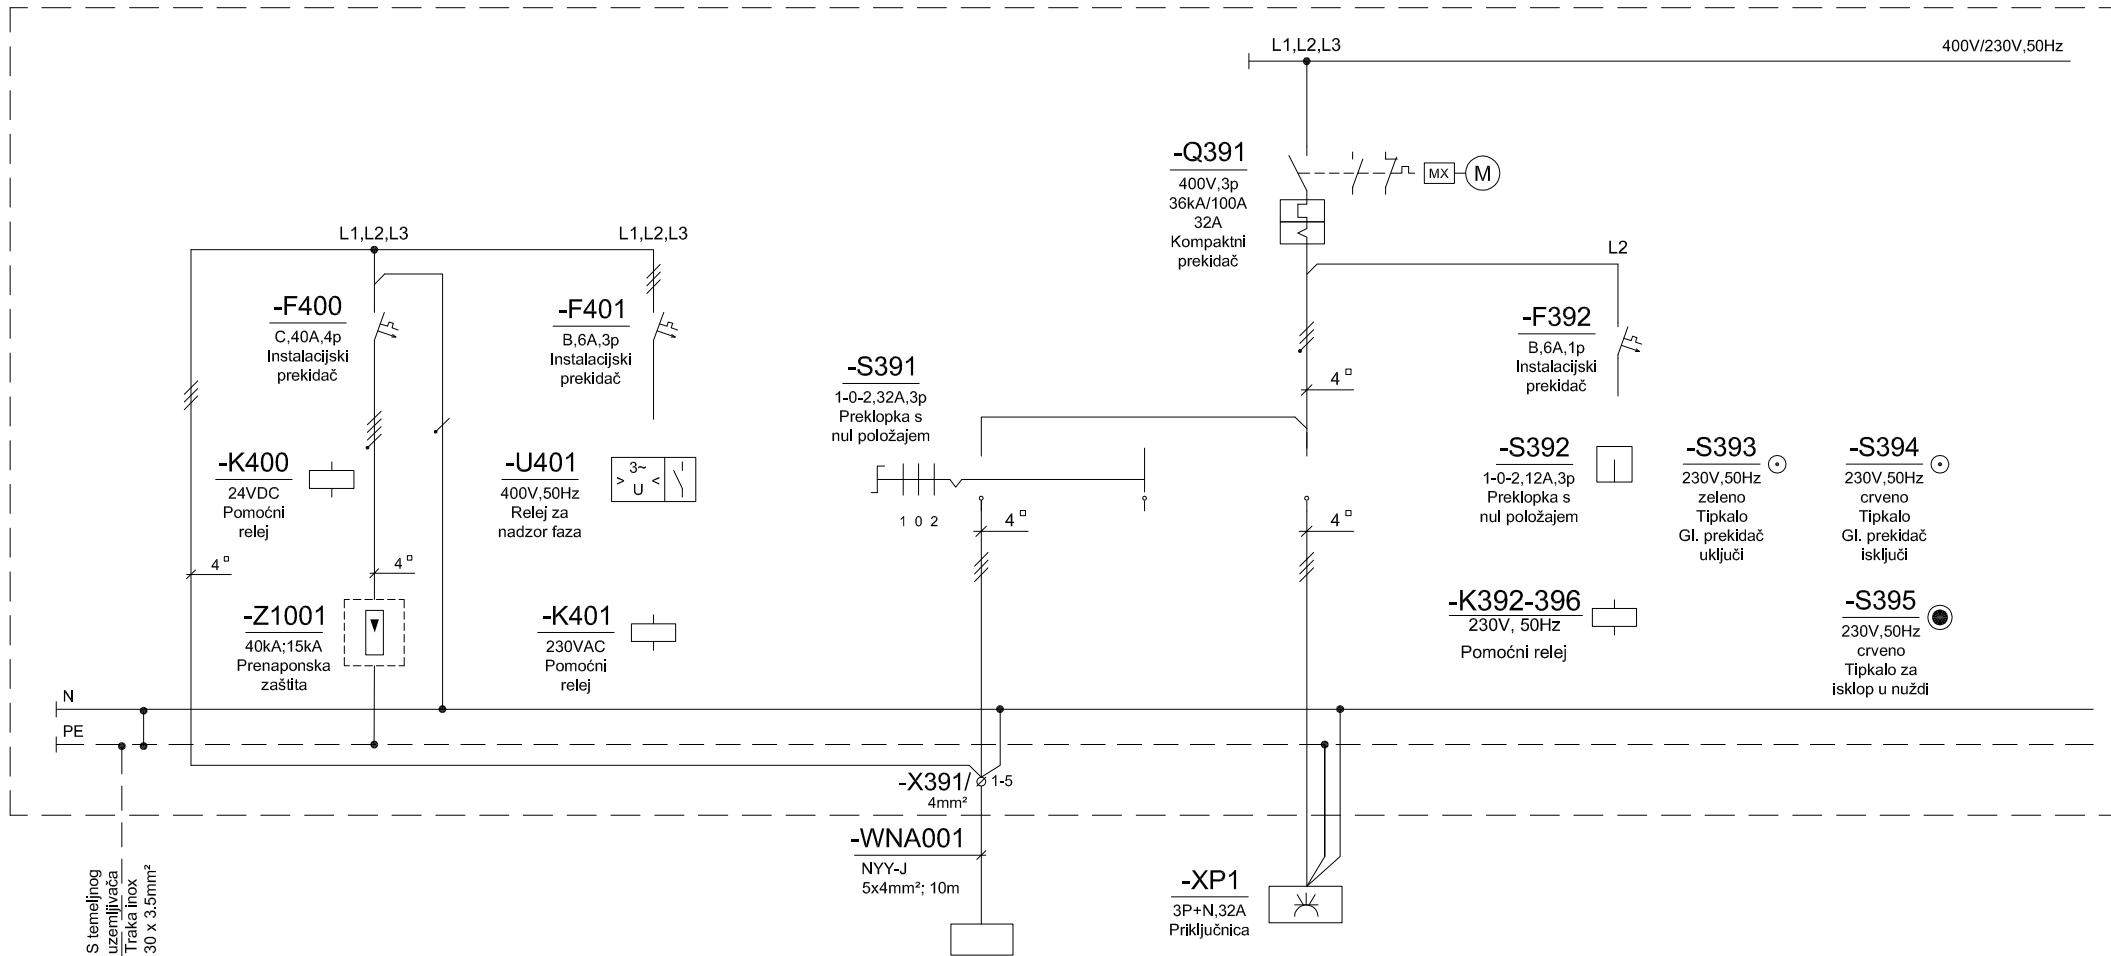 L1,L2,L3
400V/230V,50Hz
-Q391
400V,3p
36kA/100A
32A
Kompaktni
prekidač
MX
M
L1,L2,L3
L1,L2,L3
L2
-F400
C,40A,4p
Instalacijski
prekidač
-F401
B,6A,3p
Instalacijski
prekidač
-F392
B,6A,1p
Instalacijski
prekidač
-S391
1-0-2,32A,3p
Preklopka s
nul položajem
1 0 2
4
4
4
-K400
24VDC
Pomoćni
relej
-U401
400V,50Hz
Relej za
nadzor faza
3~
> U <
-S392
1-0-2,12A,3p
Preklopka s
nul položajem
-S393
230V,50Hz
zeleno
Tipkalo
Gl. prekidač
uključi
-S394
230V,50Hz
crveno
Tipkalo
Gl. prekidač
isključi
4
4
-Z1001
40kA;15kA
Prenaponska
zaštita
-K401
230VAC
Pomoćni
relej
-K392-396
230V, 50Hz
Pomoćni relej
-S395
230V,50Hz
crveno
Tipkalo za
isklop u nuždi
N
PE
-X391/
1-5
4mm²
-WNA001
NYY-J
5x4mm²; 10m
-XP1
3P+N,32A
Priključnica
S temeljnog
uzemljivača
Traka inox
30 x 3.5mm²